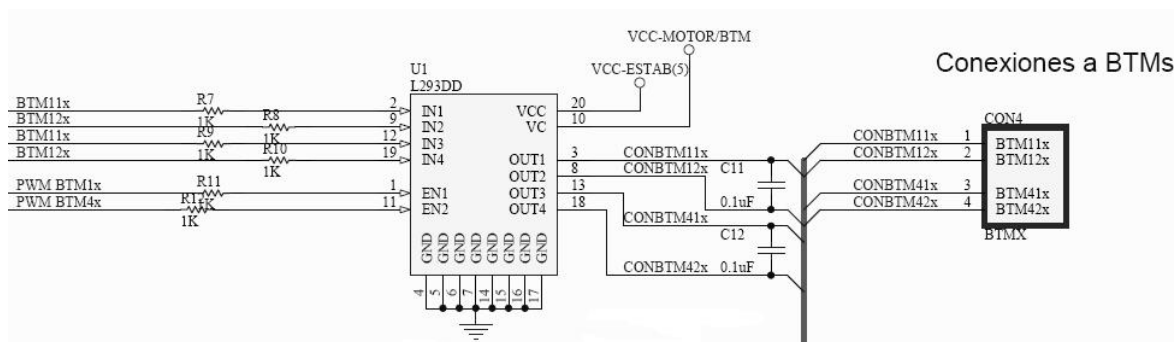 VCC-MOTOR/BTM
VCC-ESTAB(5)
Conexiones a BTMs
U1
L293DD
BTM11x
R7
1K
2
IN1
VCC
20
BTM12x
R8
1K
9
IN2
VC
10
BTM11x
R9
1K
12
IN3
BTM12x
R10
1K
19
IN4
OUT1
3
CONBTM11x
OUT2
8
CONBTM12x
C11
0.1uF
PWM BTM1x
R11
1
EN1
OUT3
13
PWM BTM4x
1K
11
EN2
OUT4
18
CONBTM41x
C12
0.1uF
CONBTM42x
GND GND GND GND GND GND GND GND
4 5 6 7 14 15 16 17
CON4
CONBTM11x
1
BTM11x
CONBTM12x
2
BTM12x
CONBTM41x
3
BTM41x
CONBTM42x
4
BTM42x
BTMX